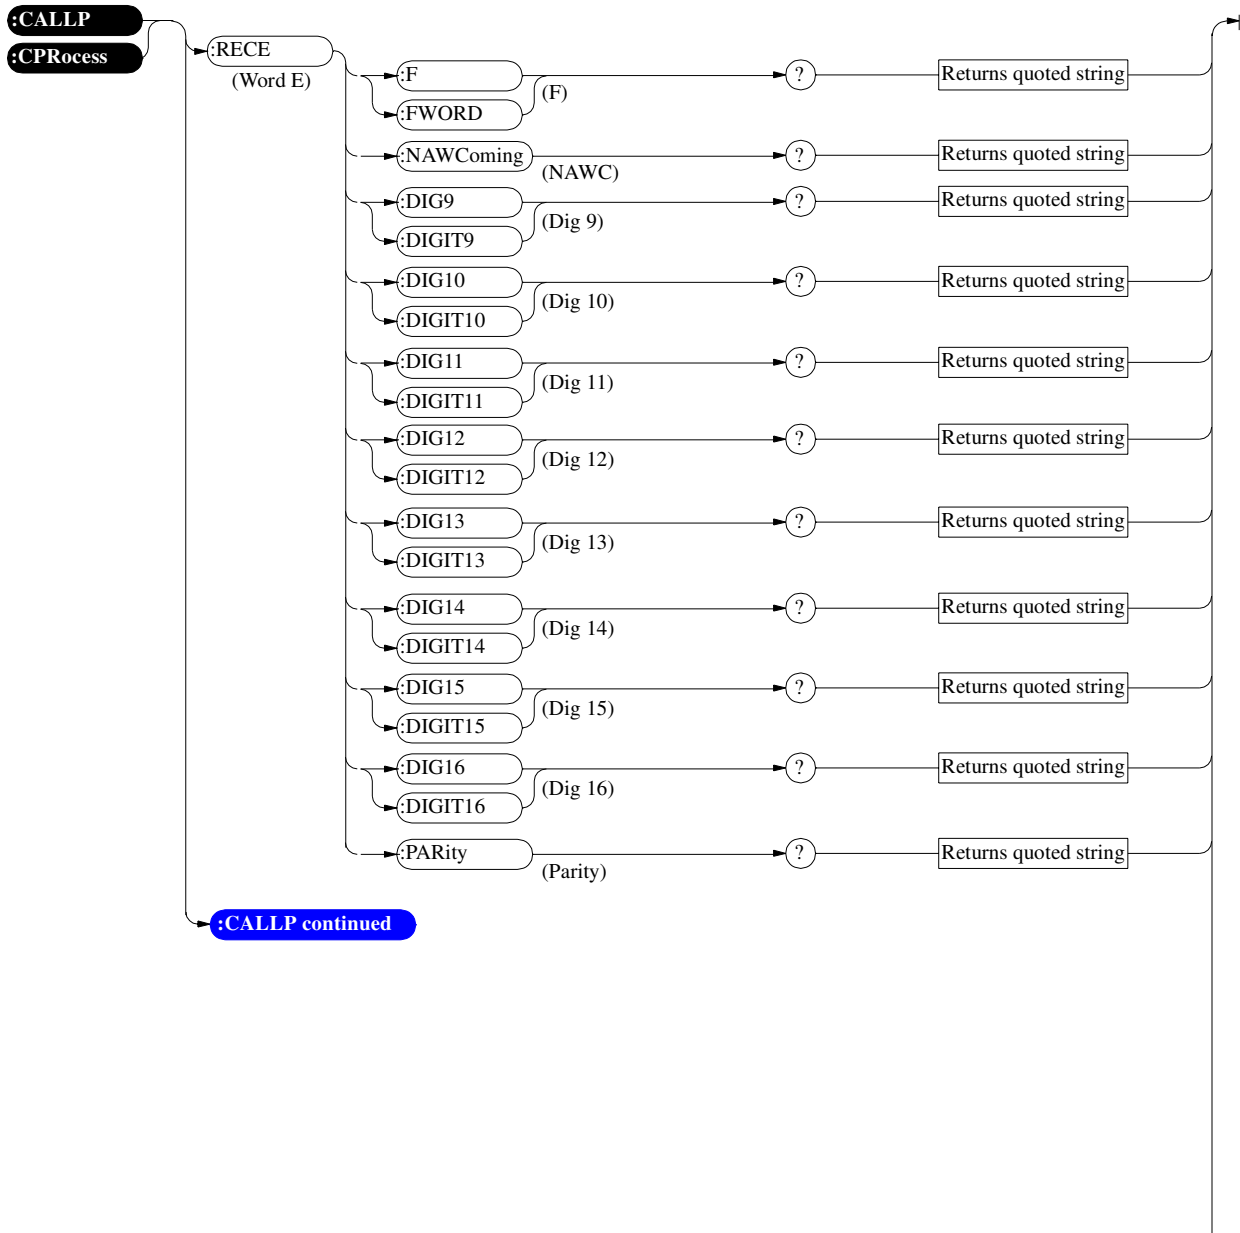 :CALLP
:CPRocess
:RECE
(Word E)
:F
(F)
? Returns quoted string
:FWORD
:NAWComing
(NAWC)
? Returns quoted string
:DIG9
(Dig 9)
? Returns quoted string
:DIGIT9
:DIG10
(Dig 10)
? Returns quoted string
:DIGIT10
:DIG11
(Dig 11)
? Returns quoted string
:DIGIT11
:DIG12
(Dig 12)
? Returns quoted string
:DIGIT12
:DIG13
(Dig 13)
? Returns quoted string
:DIGIT13
:DIG14
(Dig 14)
? Returns quoted string
:DIGIT14
:DIG15
(Dig 15)
? Returns quoted string
:DIGIT15
:DIG16
(Dig 16)
? Returns quoted string
:DIGIT16
:PARity
(Parity)
? Returns quoted string
:CALLP continued